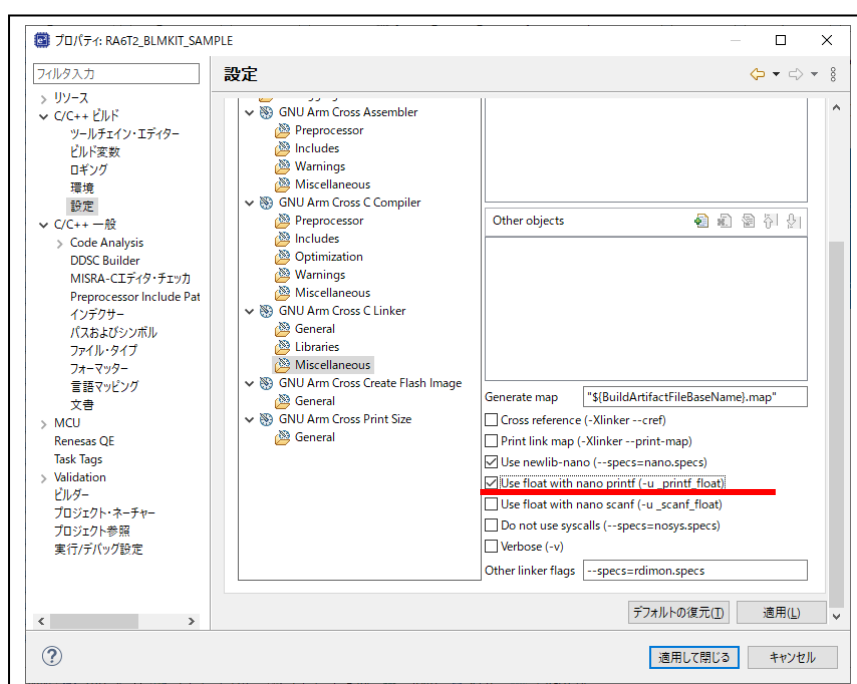 プロパティ: RA6T2_BLMKIT_SAMPLE
フィルタ入力
設定
リソース
C/C++ ビルド
ツールチェイン・エディター
ビルド変数
ロギング
環境
設定
C/C++ 一般
Code Analysis
DDSC Builder
MISRA-Cエディタ・チェッカ
Preprocessor Include Pat
インデクサー
パスおよびシンボル
ファイル・タイプ
フォーマッター
言語マッピング
文書
MCU
Renesas QE
Task Tags
Validation
ビルダー
プロジェクト・ネーチャー
プロジェクト参照
実行/デバッグ設定
GNU Arm Cross Assembler
Preprocessor
Includes
Warnings
Miscellaneous
GNU Arm Cross C Compiler
Preprocessor
Includes
Optimization
Warnings
Miscellaneous
GNU Arm Cross C Linker
General
Libraries
Miscellaneous
GNU Arm Cross Create Flash Image
General
GNU Arm Cross Print Size
General
Other objects
Generate map "${BuildArtifactFileBaseName}.map"
Cross reference (-Xlinker --cref)
Print link map (-Xlinker --print-map)
Use newlib-nano (--specs=nano.specs)
Use float with nano printf (-u _printf_float)
Use float with nano scanf (-u _scanf_float)
Do not use syscalls (--specs=nosys.specs)
Verbose (-v)
Other linker flags --specs=rdimon.specs
デフォルトの復元(T) 適用(L)
? 適用して閉じる キャンセル